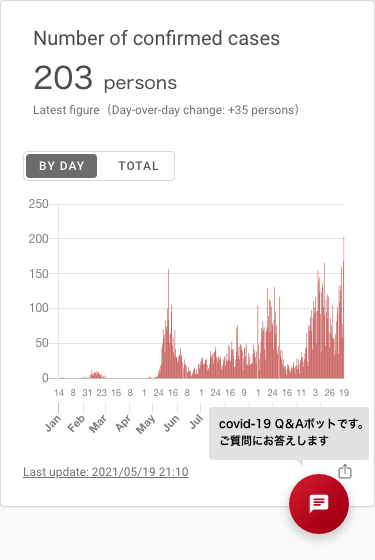 Number of confirmed cases
203 persons
Latest figure（Day-over-day change: +35 persons）
BY DAY TOTAL
250
200
150
100
50
0
14 8 31 23 16 8 1 24 16 8 1 24 16 9 1 24 16 11 3 26 19
Jan Feb Mar Apr May Jun Jul
covid-19 Q&Aボットです。
ご質問にお答えします
Last update: 2021/05/19 21:10